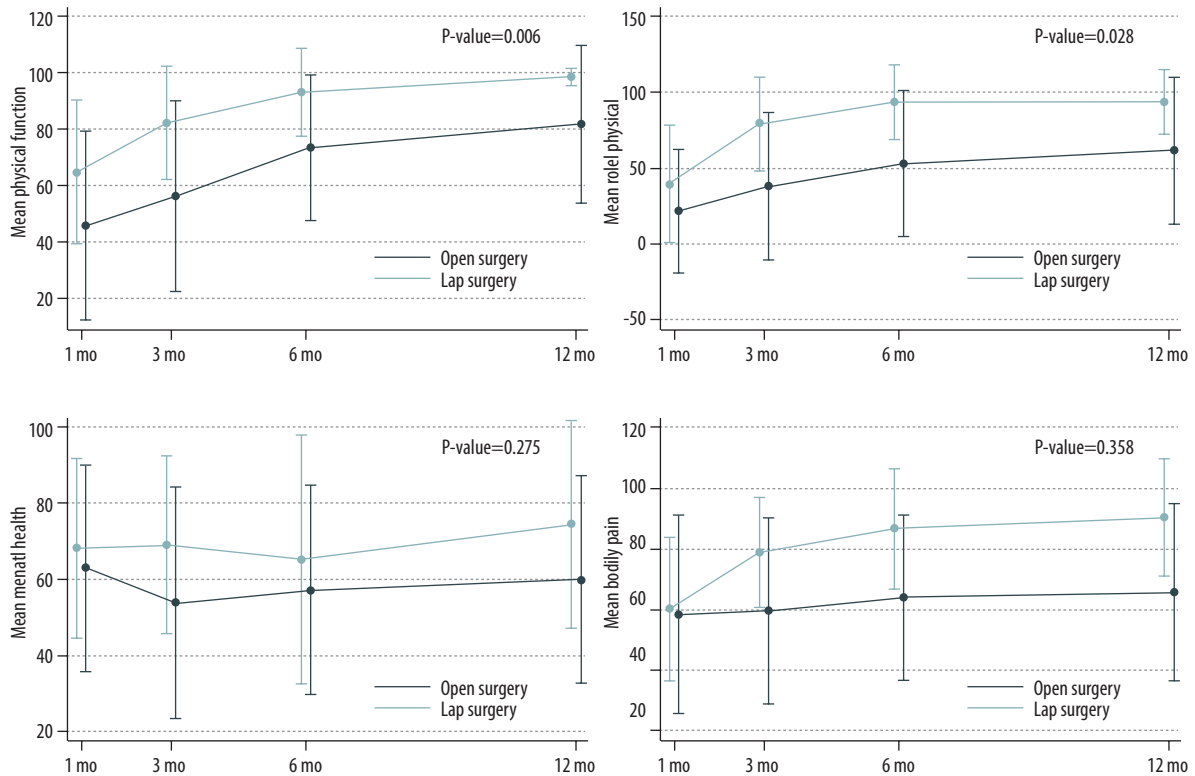 120
100
80
60
40
20
Mean physical function
P-value=0.006
Open surgery
Lap surgery
1 mo
3 mo
6 mo
12 mo
150
100
50
0
-50
Mean rolel physical
P-value=0.028
Open surgery
Lap surgery
1 mo
3 mo
6 mo
12 mo
100
80
60
40
20
Mean menatl health
P-value=0.275
Open surgery
Lap surgery
1 mo
3 mo
6 mo
12 mo
120
100
80
60
40
20
Mean bodily pain
P-value=0.358
Open surgery
Lap surgery
1 mo
3 mo
6 mo
12 mo